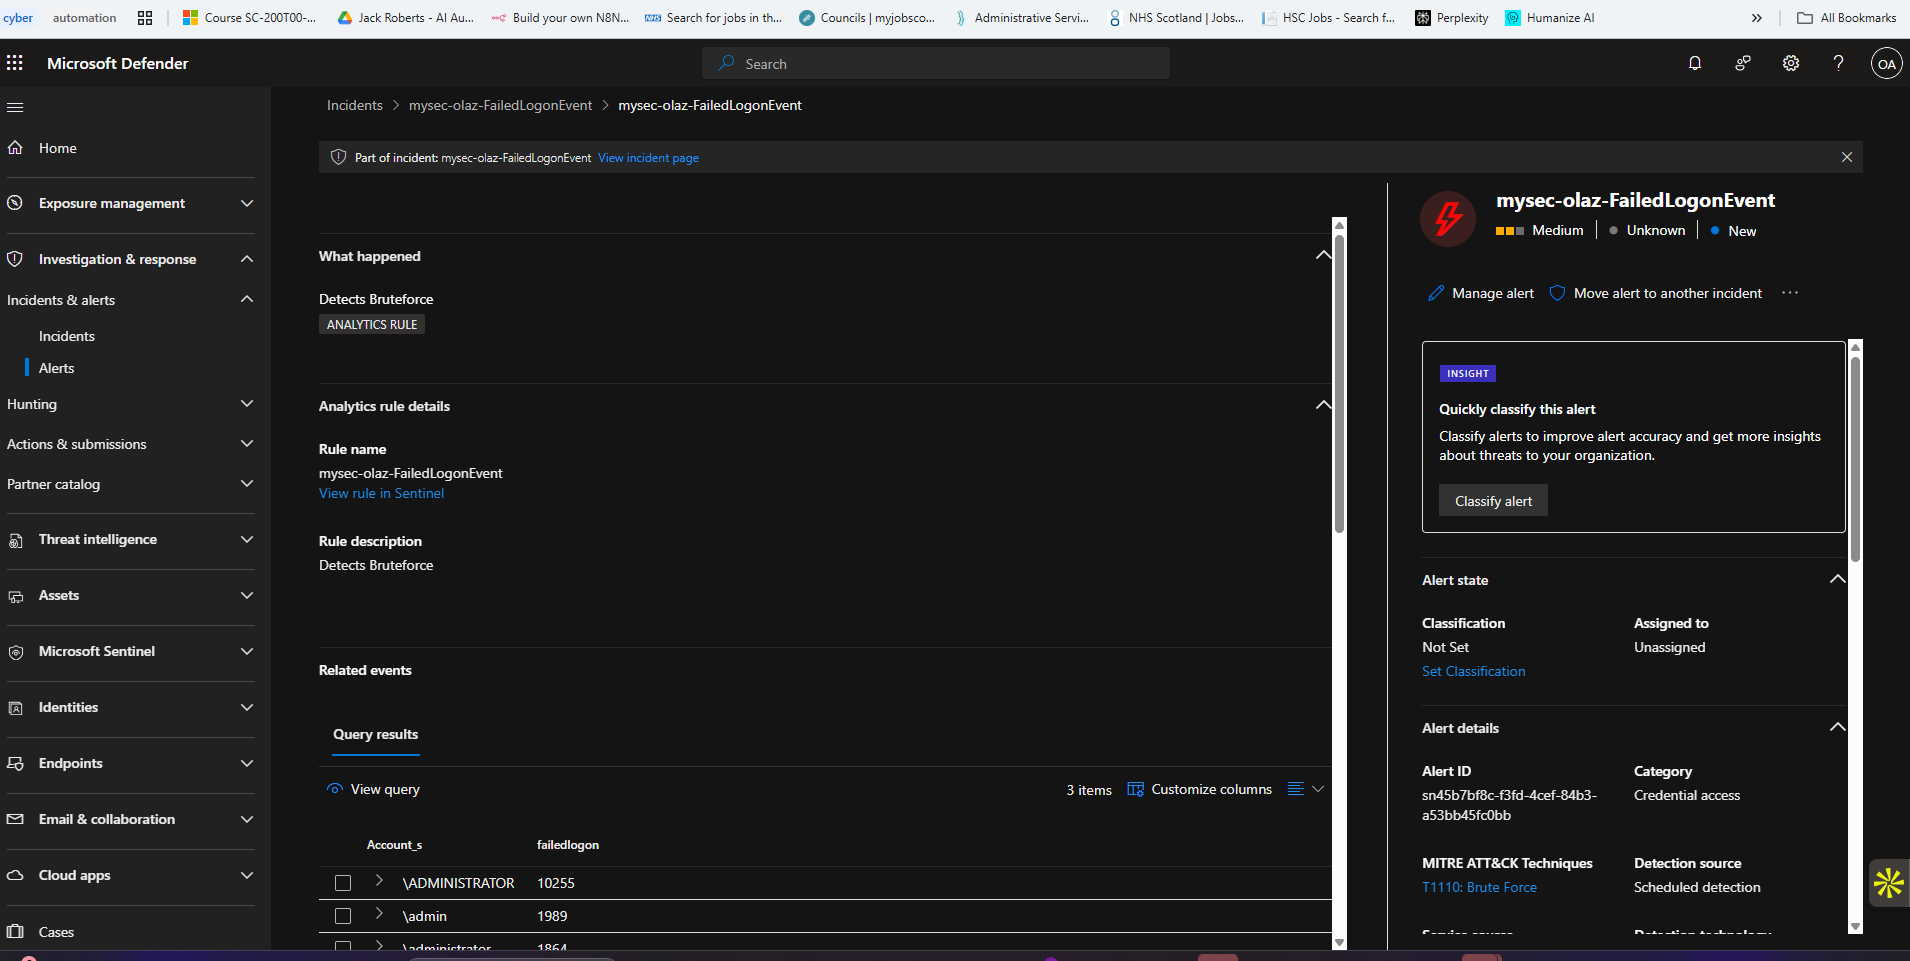 cyber automation Course SC-200T00-... Jack Roberts - AI Au... Build your own N8N... Search for jobs in th... Councils | myjobsco... Administrative Servi... NHS Scotland | Jobs... HSC Jobs - Search f... Perplexity Humanize AI » All Bookmarks
Microsoft Defender Search OA
Incidents > mysec-olaz-FailedLogonEvent > mysec-olaz-FailedLogonEvent
Home
Exposure management
Investigation & response
Incidents & alerts
Incidents
Alerts
Hunting
Actions & submissions
Partner catalog
Threat intelligence
Assets
Microsoft Sentinel
Identities
Endpoints
Email & collaboration
Cloud apps
Cases
Part of incident: mysec-olaz-FailedLogonEvent View incident page
What happened
Detects Bruteforce
ANALYTICS RULE
Analytics rule details
Rule name
mysec-olaz-FailedLogonEvent
View rule in Sentinel
Rule description
Detects Bruteforce
Related events
Query results
View query 3 items Customize columns
Account_s failedlogon
\ADMINISTRATOR 10255
\admin 1989
\administrator 1864
mysec-olaz-FailedLogonEvent
Medium Unknown New
Manage alert Move alert to another incident ...
INSIGHT
Quickly classify this alert
Classify alerts to improve alert accuracy and get more insights
about threats to your organization.
Classify alert
Alert state
Classification Assigned to
Not Set Unassigned
Set Classification
Alert details
Alert ID Category
sn45b7bf8c-f3fd-4cef-84b3- Credential access
a53bb45fc0bb
MITRE ATT&CK Techniques Detection source
T1110: Brute Force Scheduled detection
Service source Detection technology